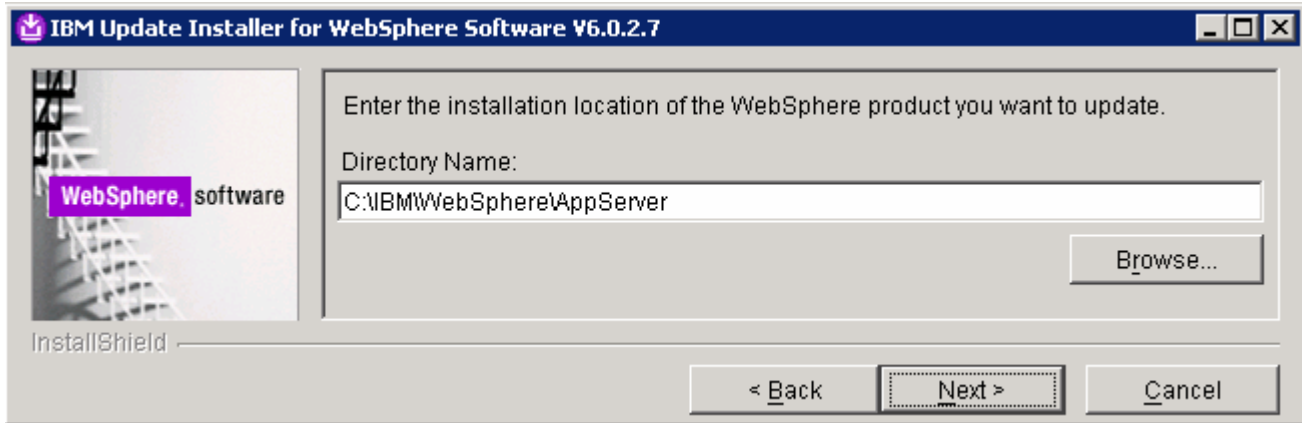 IBM Update Installer for WebSphere Software V6.0.2.7
Enter the installation location of the WebSphere product you want to update.
Directory Name:
WebSphere. software
C:\IBM\WebSphere\AppServer
Browse...
InstallShield
< Back Next > Cancel